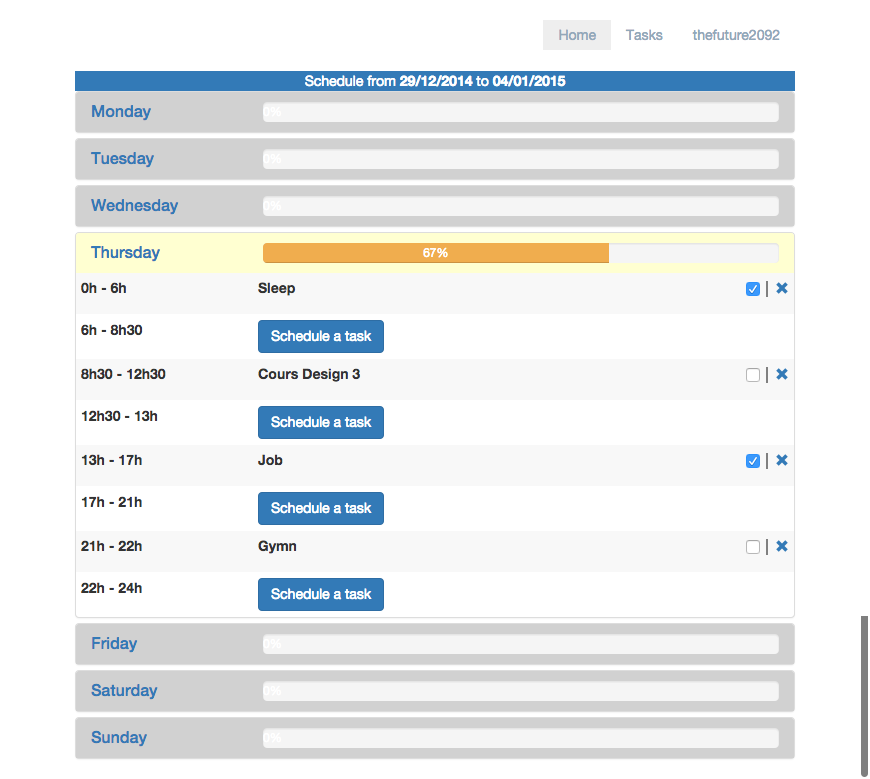 Home Tasks thefuture2092
Schedule from 29/12/2014 to 04/01/2015
Monday 0%
Tuesday 0%
Wednesday 0%
Thursday 67%
0h - 6h Sleep
6h - 8h30 Schedule a task
8h30 - 12h30 Cours Design 3
12h30 - 13h Schedule a task
13h - 17h Job
17h - 21h Schedule a task
21h - 22h Gymn
22h - 24h Schedule a task
Friday 0%
Saturday 0%
Sunday 0%